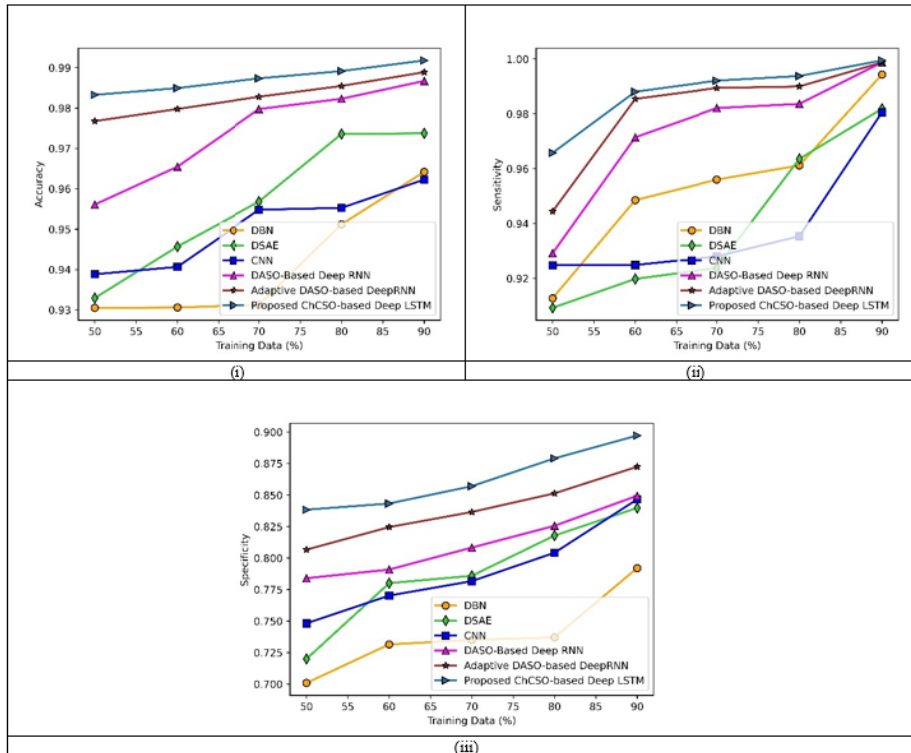 0.99
0.98
0.97
0.96
0.95
0.94
0.93
Accuracy
DBN
DSAE
CNN
DASO-Based Deep RNN
Adaptive DASO-based DeepRNN
Proposed ChCSO-based Deep LSTM
50 55 60 65 70 75 80 85 90
Training Data (%)
(i)
1.00
0.98
0.96
0.94
0.92
Sensitivity
DBN
DSAE
CNN
DASO-Based Deep RNN
Adaptive DASO-based DeepRNN
Proposed ChCSO-based Deep LSTM
50 55 60 65 70 75 80 85 90
Training Data (%)
(ii)
0.900
0.875
0.850
0.825
0.800
0.775
0.750
0.725
0.700
Specificity
DBN
DSAE
CNN
DASO-Based Deep RNN
Adaptive DASO-based DeepRNN
Proposed ChCSO-based Deep LSTM
50 55 60 65 70 75 80 85 90
Training Data (%)
(iii)